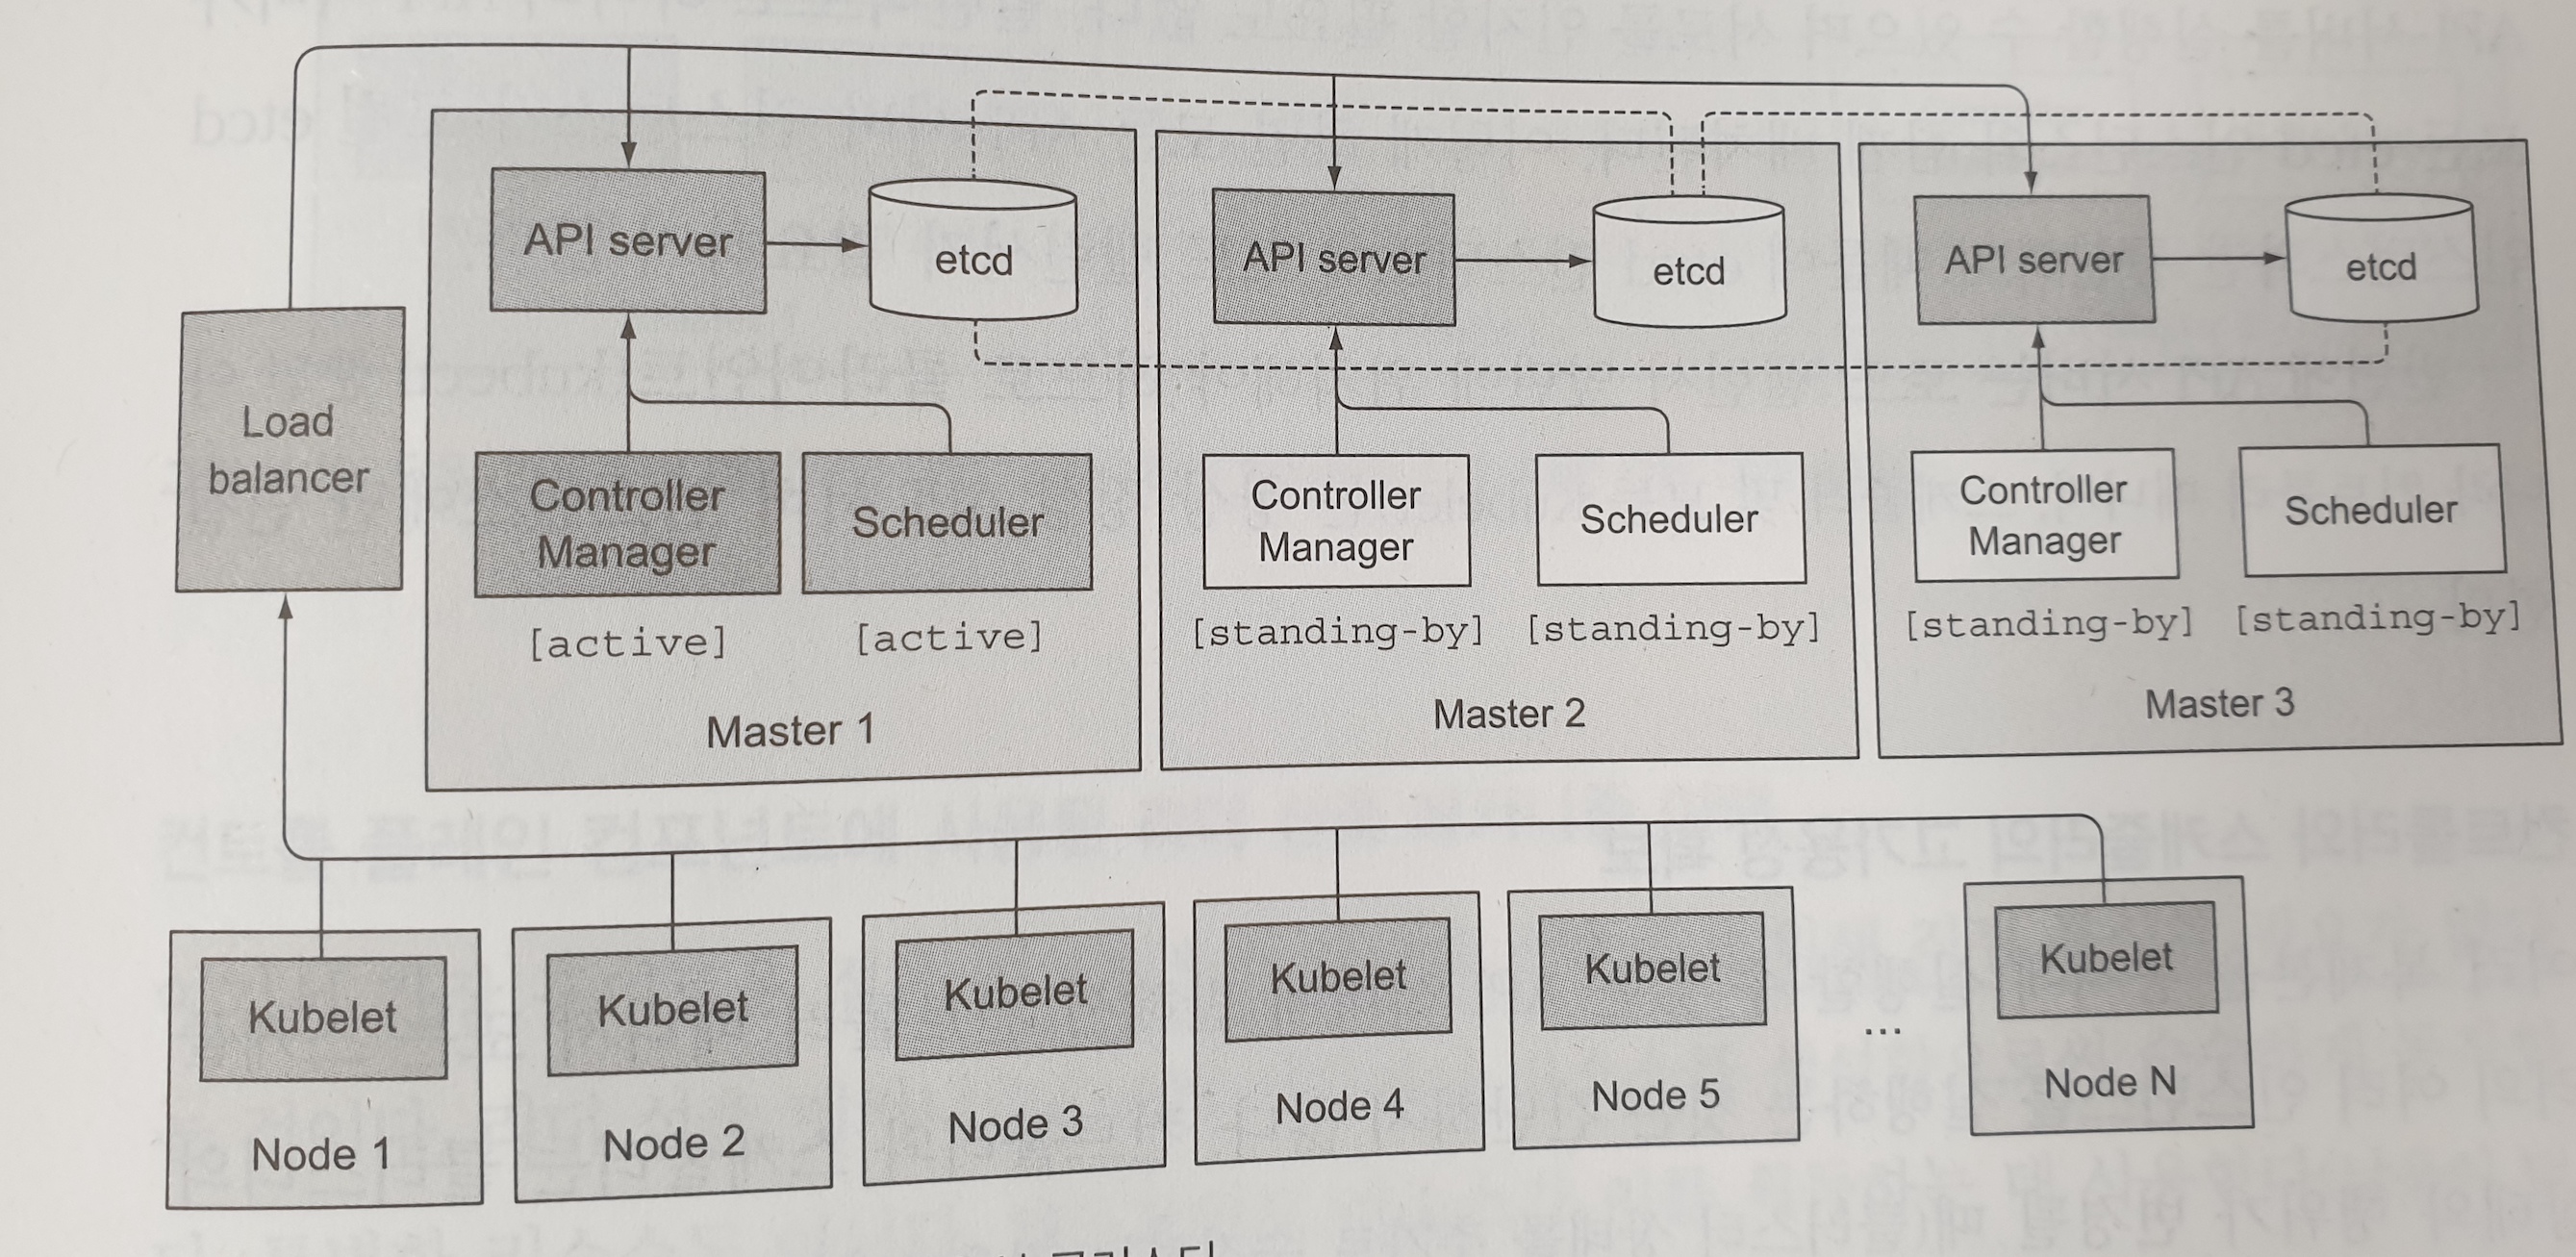 API server
etcd
API server
etcd
API server
etcd
Load
balancer
Controller
Manager
Scheduler
Controller
Manager
Scheduler
Controller
Manager
Scheduler
[active]
[active]
[standing-by]
[standing-by]
[standing-by]
[standing-by]
Master 1
Master 2
Master 3
Kubelet
Kubelet
Kubelet
Kubelet
Kubelet
...
Kubelet
Node 1
Node 2
Node 3
Node 4
Node 5
Node N